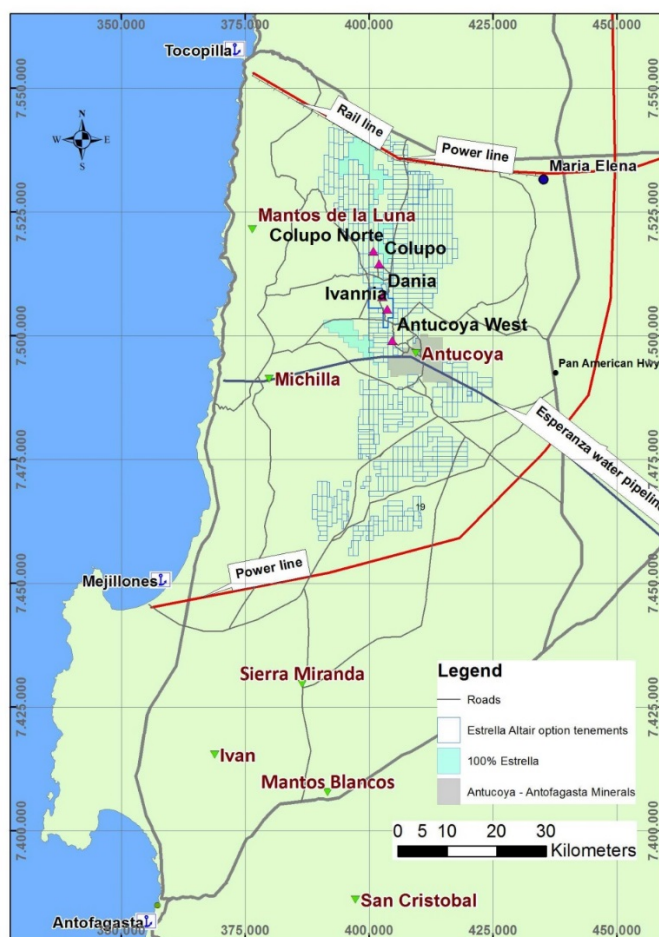 350.000
375.000
400.000
425.000
450.000
Tocopilla
7.550.000
7.550.000
N
W
E
S
Rail line
Power line
Maria Elena
7.525.000
7.525.000
Mantos de la Luna
Colupo Norte
Colupo
Dania
Ivannia
7.500.000
7.500.000
Antucoya West
Antucoya
Pan American Hwy
Michilla
Esperanza water pipeline
7.475.000
7.475.000
19
Power line
Mejillones
7.450.000
7.450.000
Sierra Miranda
7.425.000
7.425.000
Ivan
Mantos Blancos
Legend
Roads
Estrella Altair option tenements
100% Estrella
Antucoya - Antofagasta Minerals
7.400.000
7.400.000
0 5 10 20 30
Kilometers
San Cristobal
Antofagasta
350.000
375.000
400.000
425.000
450.000